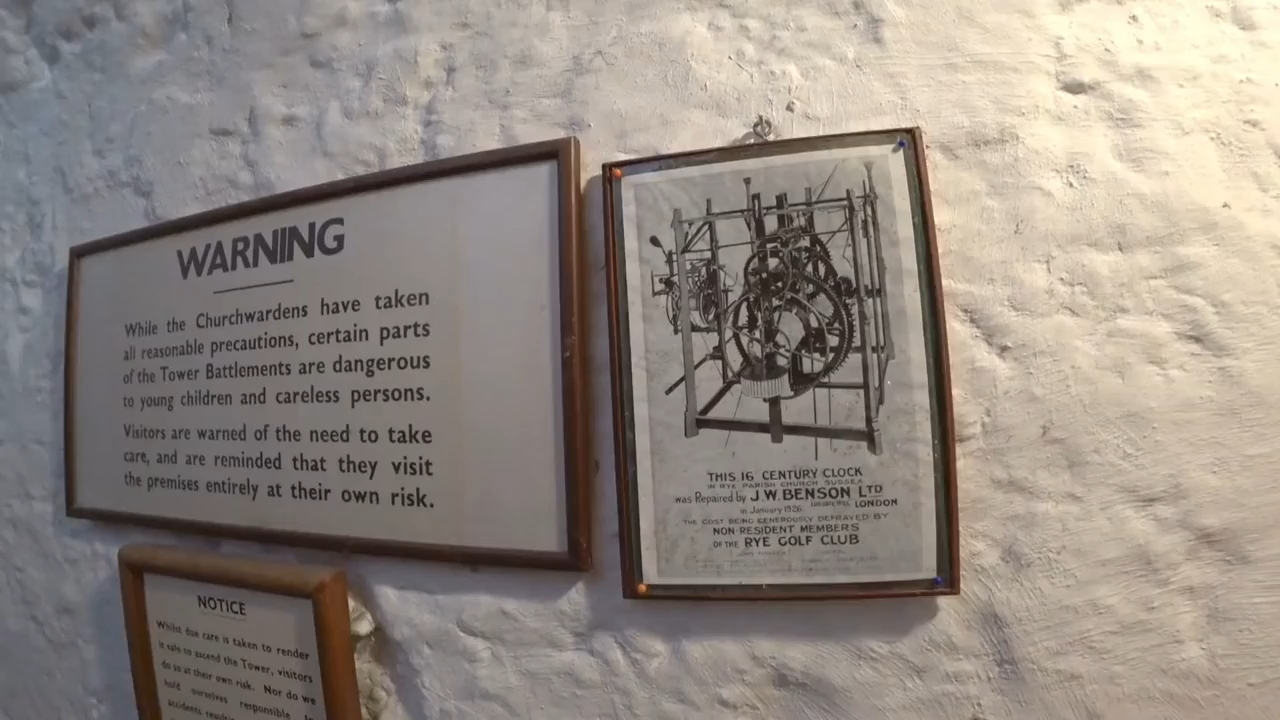 WARNING
While the Churchwardens have taken
all reasonable precautions, certain parts
of the Tower Battlements are dangerous
to young children and careless persons.
Visitors are warned of the need to take
care, and are reminded that they visit
the premises entirely at their own risk.
THIS 16 CENTURY CLOCK
IN RYE PARISH CHURCH SUSSEX
was Repaired by J.W. BENSON LTD
LONDON
in January 1926
THE COST BEING GENEROUSLY DEFRAYED BY
NON-RESIDENT MEMBERS
OF THE RYE GOLF CLUB
NOTICE
Whilst due care is taken to render
it safe to ascend the Tower, visitors
do so at their own risk. Nor do we
hold ourselves responsible
accidents